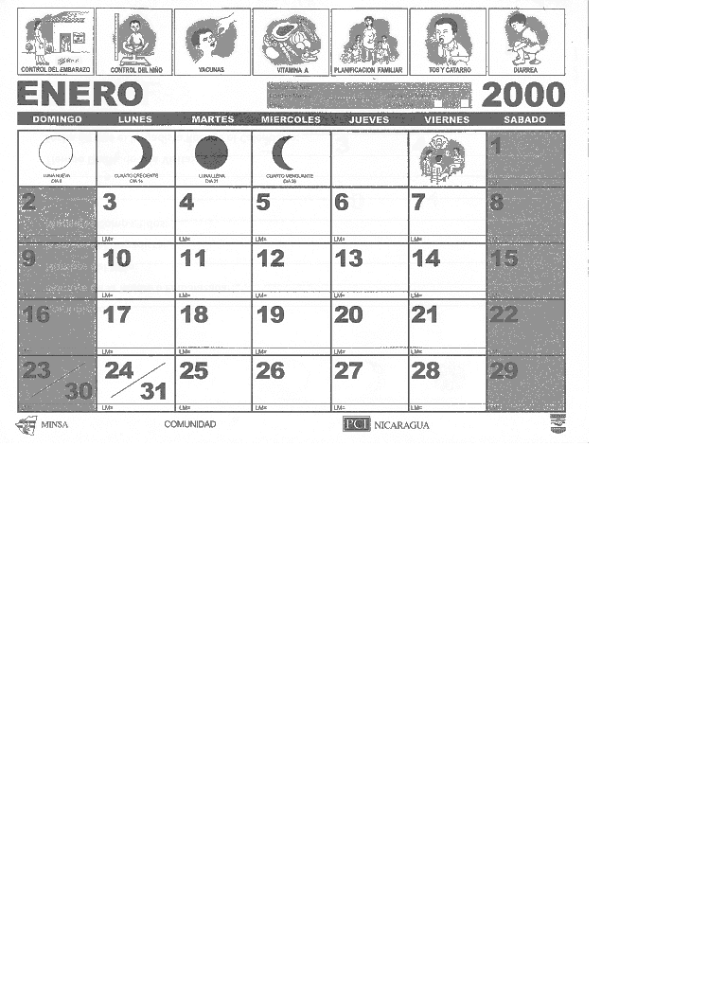 CONTROL DEL EMBARAZO CONTROL DEL NIÑO VACUNAS VITAMINA A PLANIFICACION FAMILIAR TOS Y CATARRO DIARREA
ENERO 2000
DOMINGO LUNES MARTES MIERCOLES JUEVES VIERNES SABADO
LUNA NUEVA CUARTO CRECIENTE LUNA LLENA CUARTO MENGUANTE
DIA 6 DIA 14 DIA 21 DIA 28
1
2 3 4 5 6 7 8
LM= LM= LM= LM= LM=
9 10 11 12 13 14 15
LM= LM= LM= LM= LM=
16 17 18 19 20 21 22
LM= LM= LM= LM= LM=
23/30 24/31 25 26 27 28 29
LM= LM= LM= LM= LM=
MINSA COMUNIDAD PCI NICARAGUA